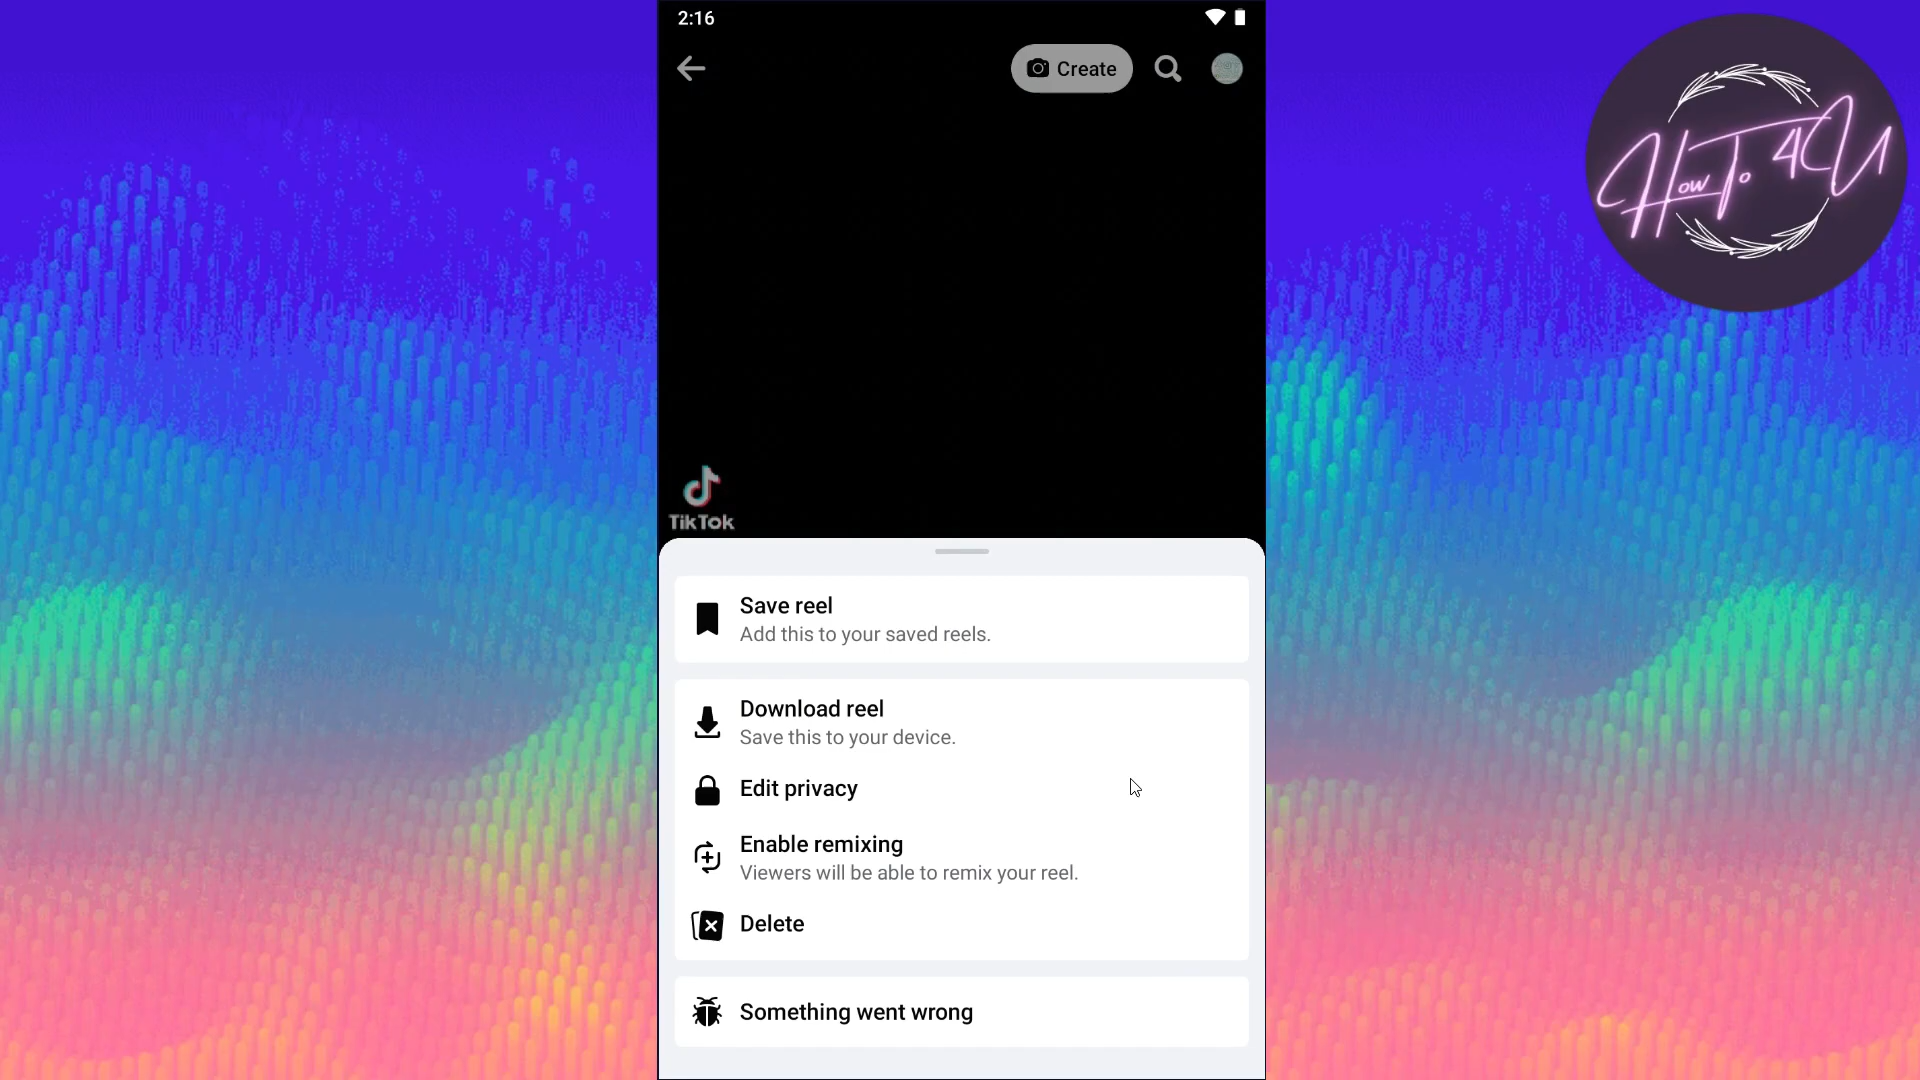 2:16
Create
How To 4U
TikTok
Save reel
Add this to your saved reels.
Download reel
Save this to your device.
Edit privacy
Enable remixing
Viewers will be able to remix your reel.
Delete
Something went wrong